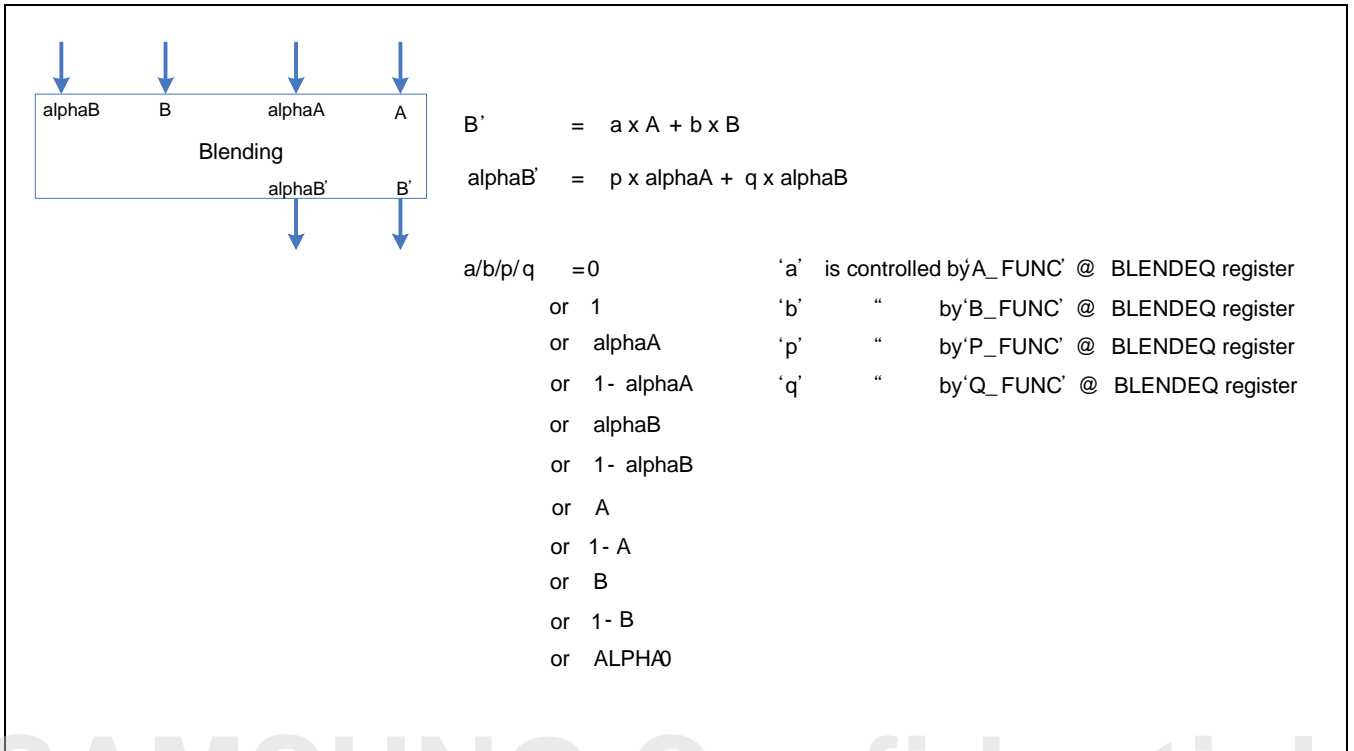 alphaB B alphaA A
Blending
alphaB’ B’
B’ = a x A + b x B
alphaB’ = p x alphaA + q x alphaB
a/b/p/q =0 ‘a’ is controlled by‘A_FUNC’ @ BLENDEQ register
or 1 ‘b’ “ by‘B_FUNC’ @ BLENDEQ register
or alphaA ‘p’ “ by‘P_FUNC’ @ BLENDEQ register
or 1- alphaA ‘q’ “ by‘Q_FUNC’ @ BLENDEQ register
or alphaB
or 1- alphaB
or A
or 1- A
or B
or 1- B
or ALPHA0